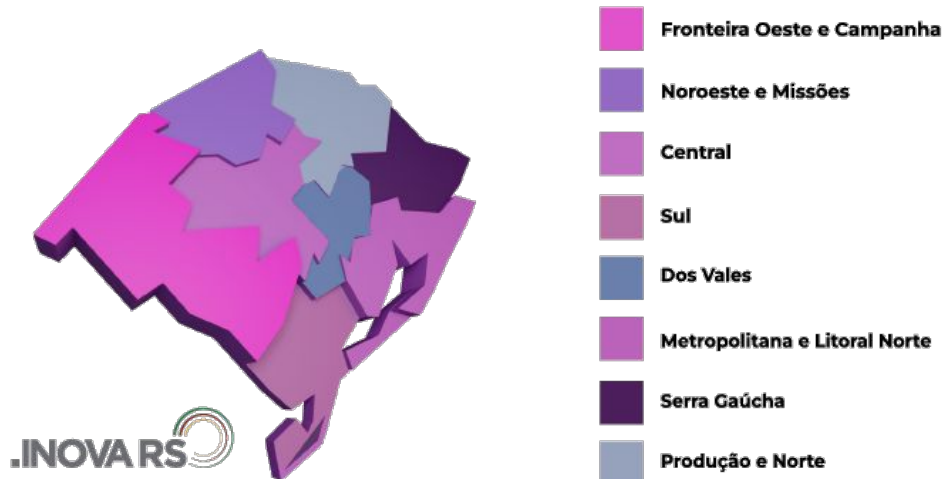 Fronteira Oeste e Campanha
Noroeste e Missões
Central
Sul
Dos Vales
Metropolitana e Litoral Norte
Serra Gaúcha
Produção e Norte
.INOVA RS